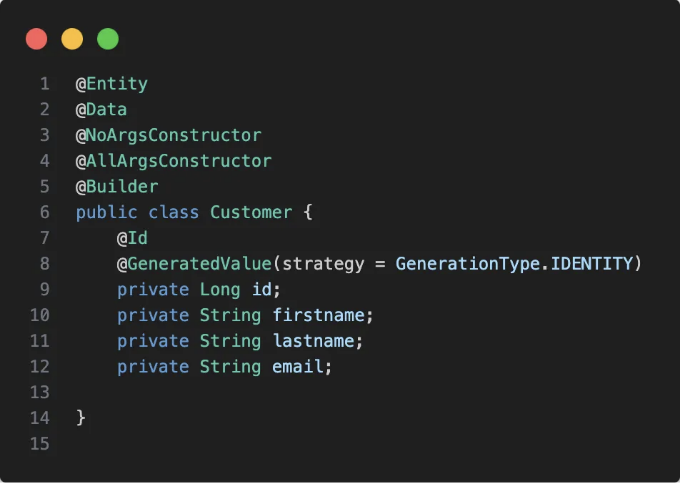 1 @Entity
2 @Data
3 @NoArgsConstructor
4 @AllArgsConstructor
5 @Builder
6 public class Customer {
7     @Id
8     @GeneratedValue(strategy = GenerationType.IDENTITY)
9     private Long id;
10     private String firstname;
11     private String lastname;
12     private String email;
13
14 }
15